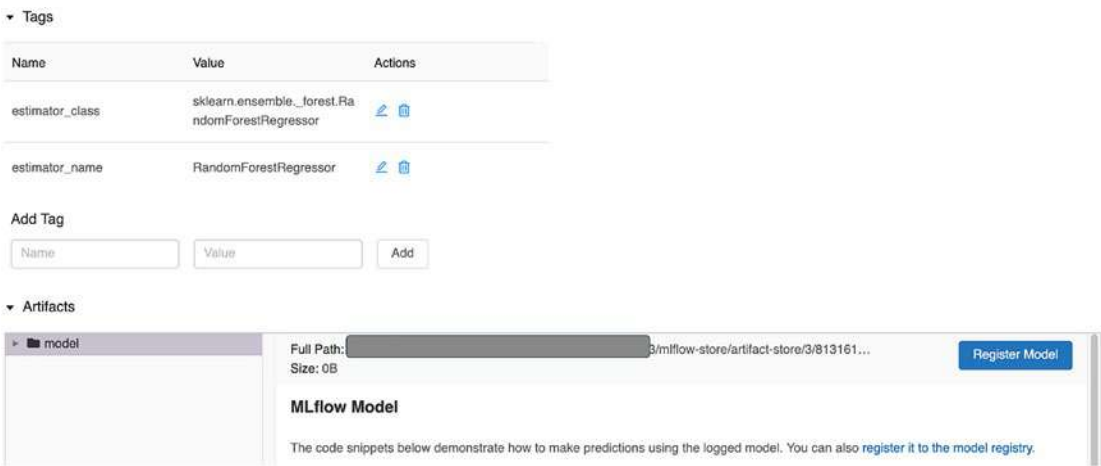 Tags
Name Value Actions
estimator_class sklearn.ensemble._forest.Ra
ndomForestRegressor
estimator_name RandomForestRegressor
Add Tag
Name Value Add
Artifacts
model
Full Path: 3/mlflow-store/artifact-store/3/813161... Register Model
Size: 0B
MLflow Model
The code snippets below demonstrate how to make predictions using the logged model. You can also register it to the model registry.